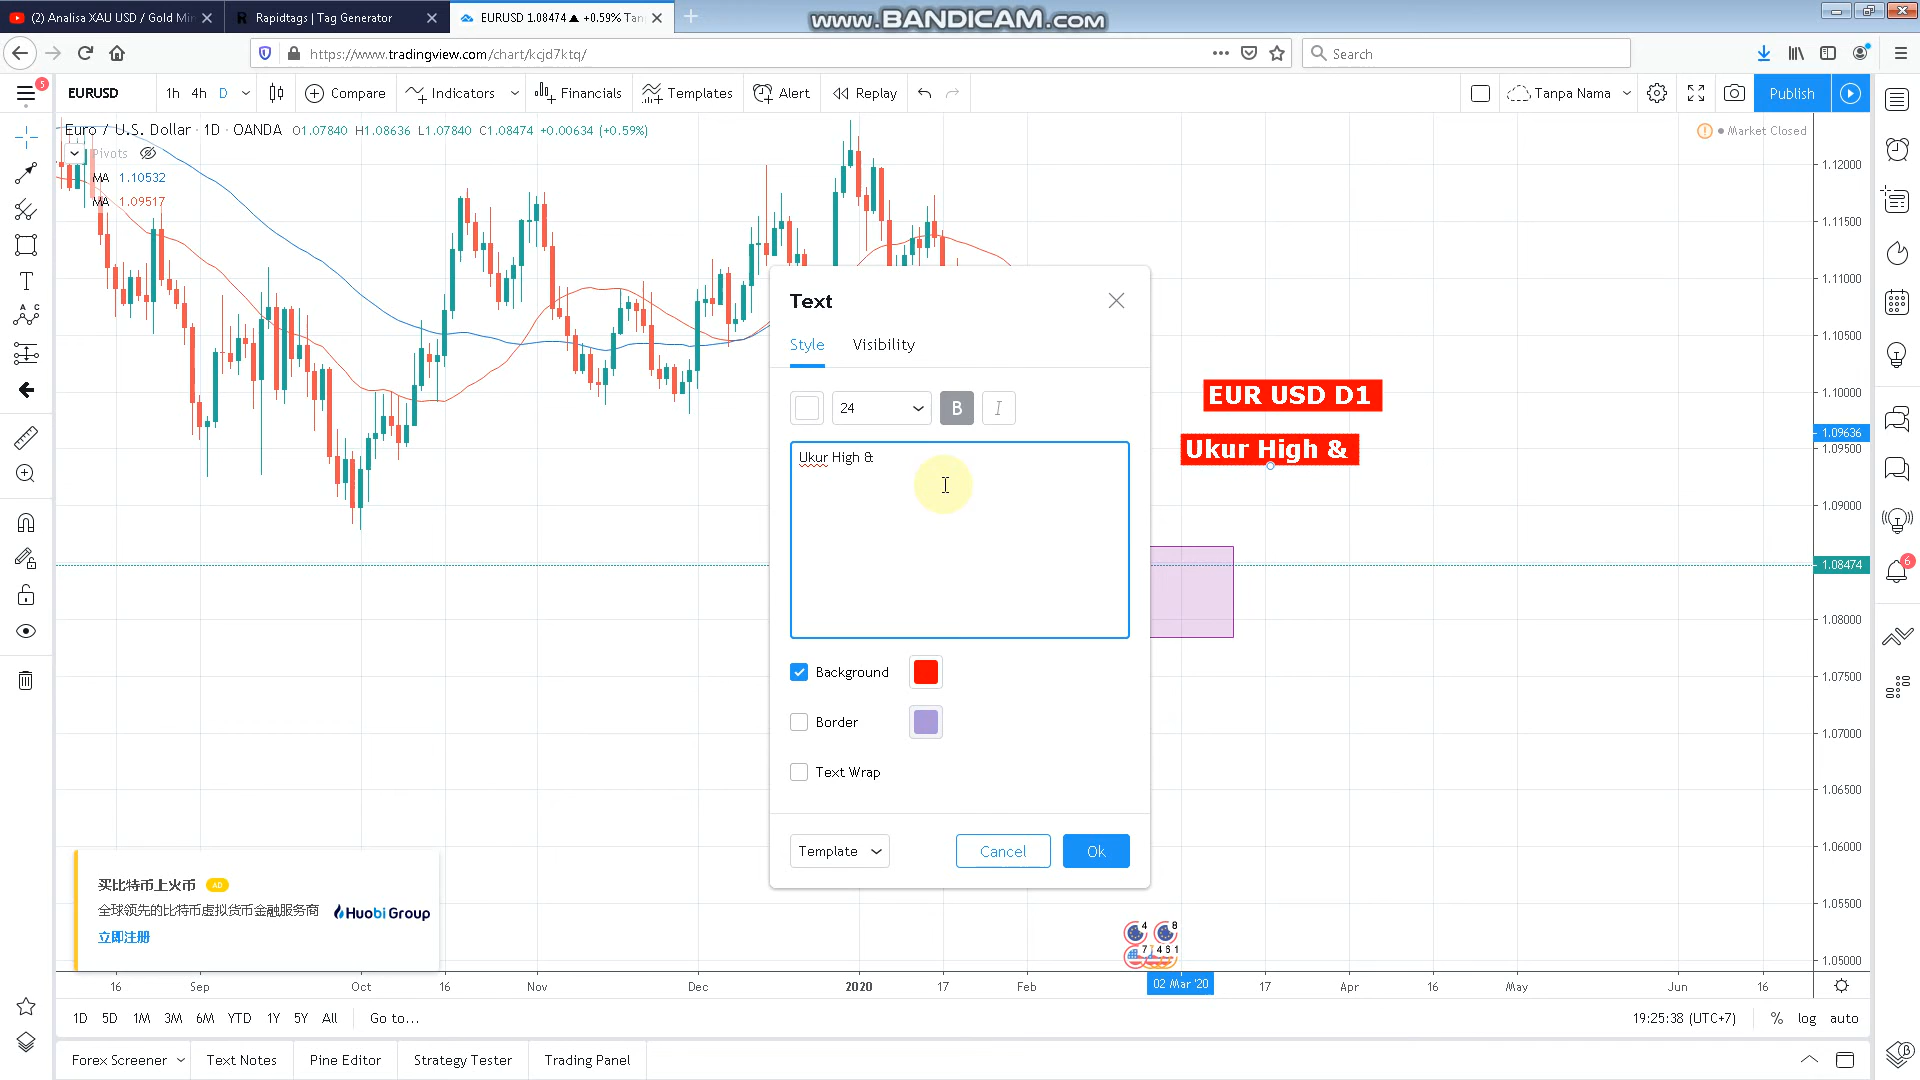 (2) Analisa XAU USD / Gold Min
Rapidtags | Tag Generator
EURUSD 1.08474 ▲ +0.59% Tan
www.BANDICAM.com
https://www.tradingview.com/chart/kcjd7ktq/
Search
5
EURUSD
1h 4h D
Compare
Indicators
Financials
Templates
Alert
Replay
Tanpa Nama
Publish
Euro / U.S. Dollar · 1D · OANDA O1.07840 H1.08636 L1.07840 C1.08474 +0.00634 (+0.59%)
Market Closed
Pivots
MA 1.10532
MA 1.09517
1.12000
1.11500
1.11000
1.10500
1.10000
1.09636
1.09500
1.09000
1.08474
1.08000
1.07500
1.07000
1.06500
1.06000
1.05500
1.05000
Text
Style Visibility
24 B I
Ukur High &
Background
Border
Text Wrap
Template
Cancel
Ok
EUR USD D1
Ukur High &
6
买比特币上火币 AD
全球领先的比特币虚拟货币金融服务商
Huobi Group
立即注册
4 8
7 4 6 1
16 Sep Oct 16 Nov Dec 2020 17 Feb 02 Mar '20 17 Apr 16 May Jun 16
1D 5D 1M 3M 6M YTD 1Y 5Y All Go to...
19:25:38 (UTC+7) % log auto
Forex Screener Text Notes Pine Editor Strategy Tester Trading Panel